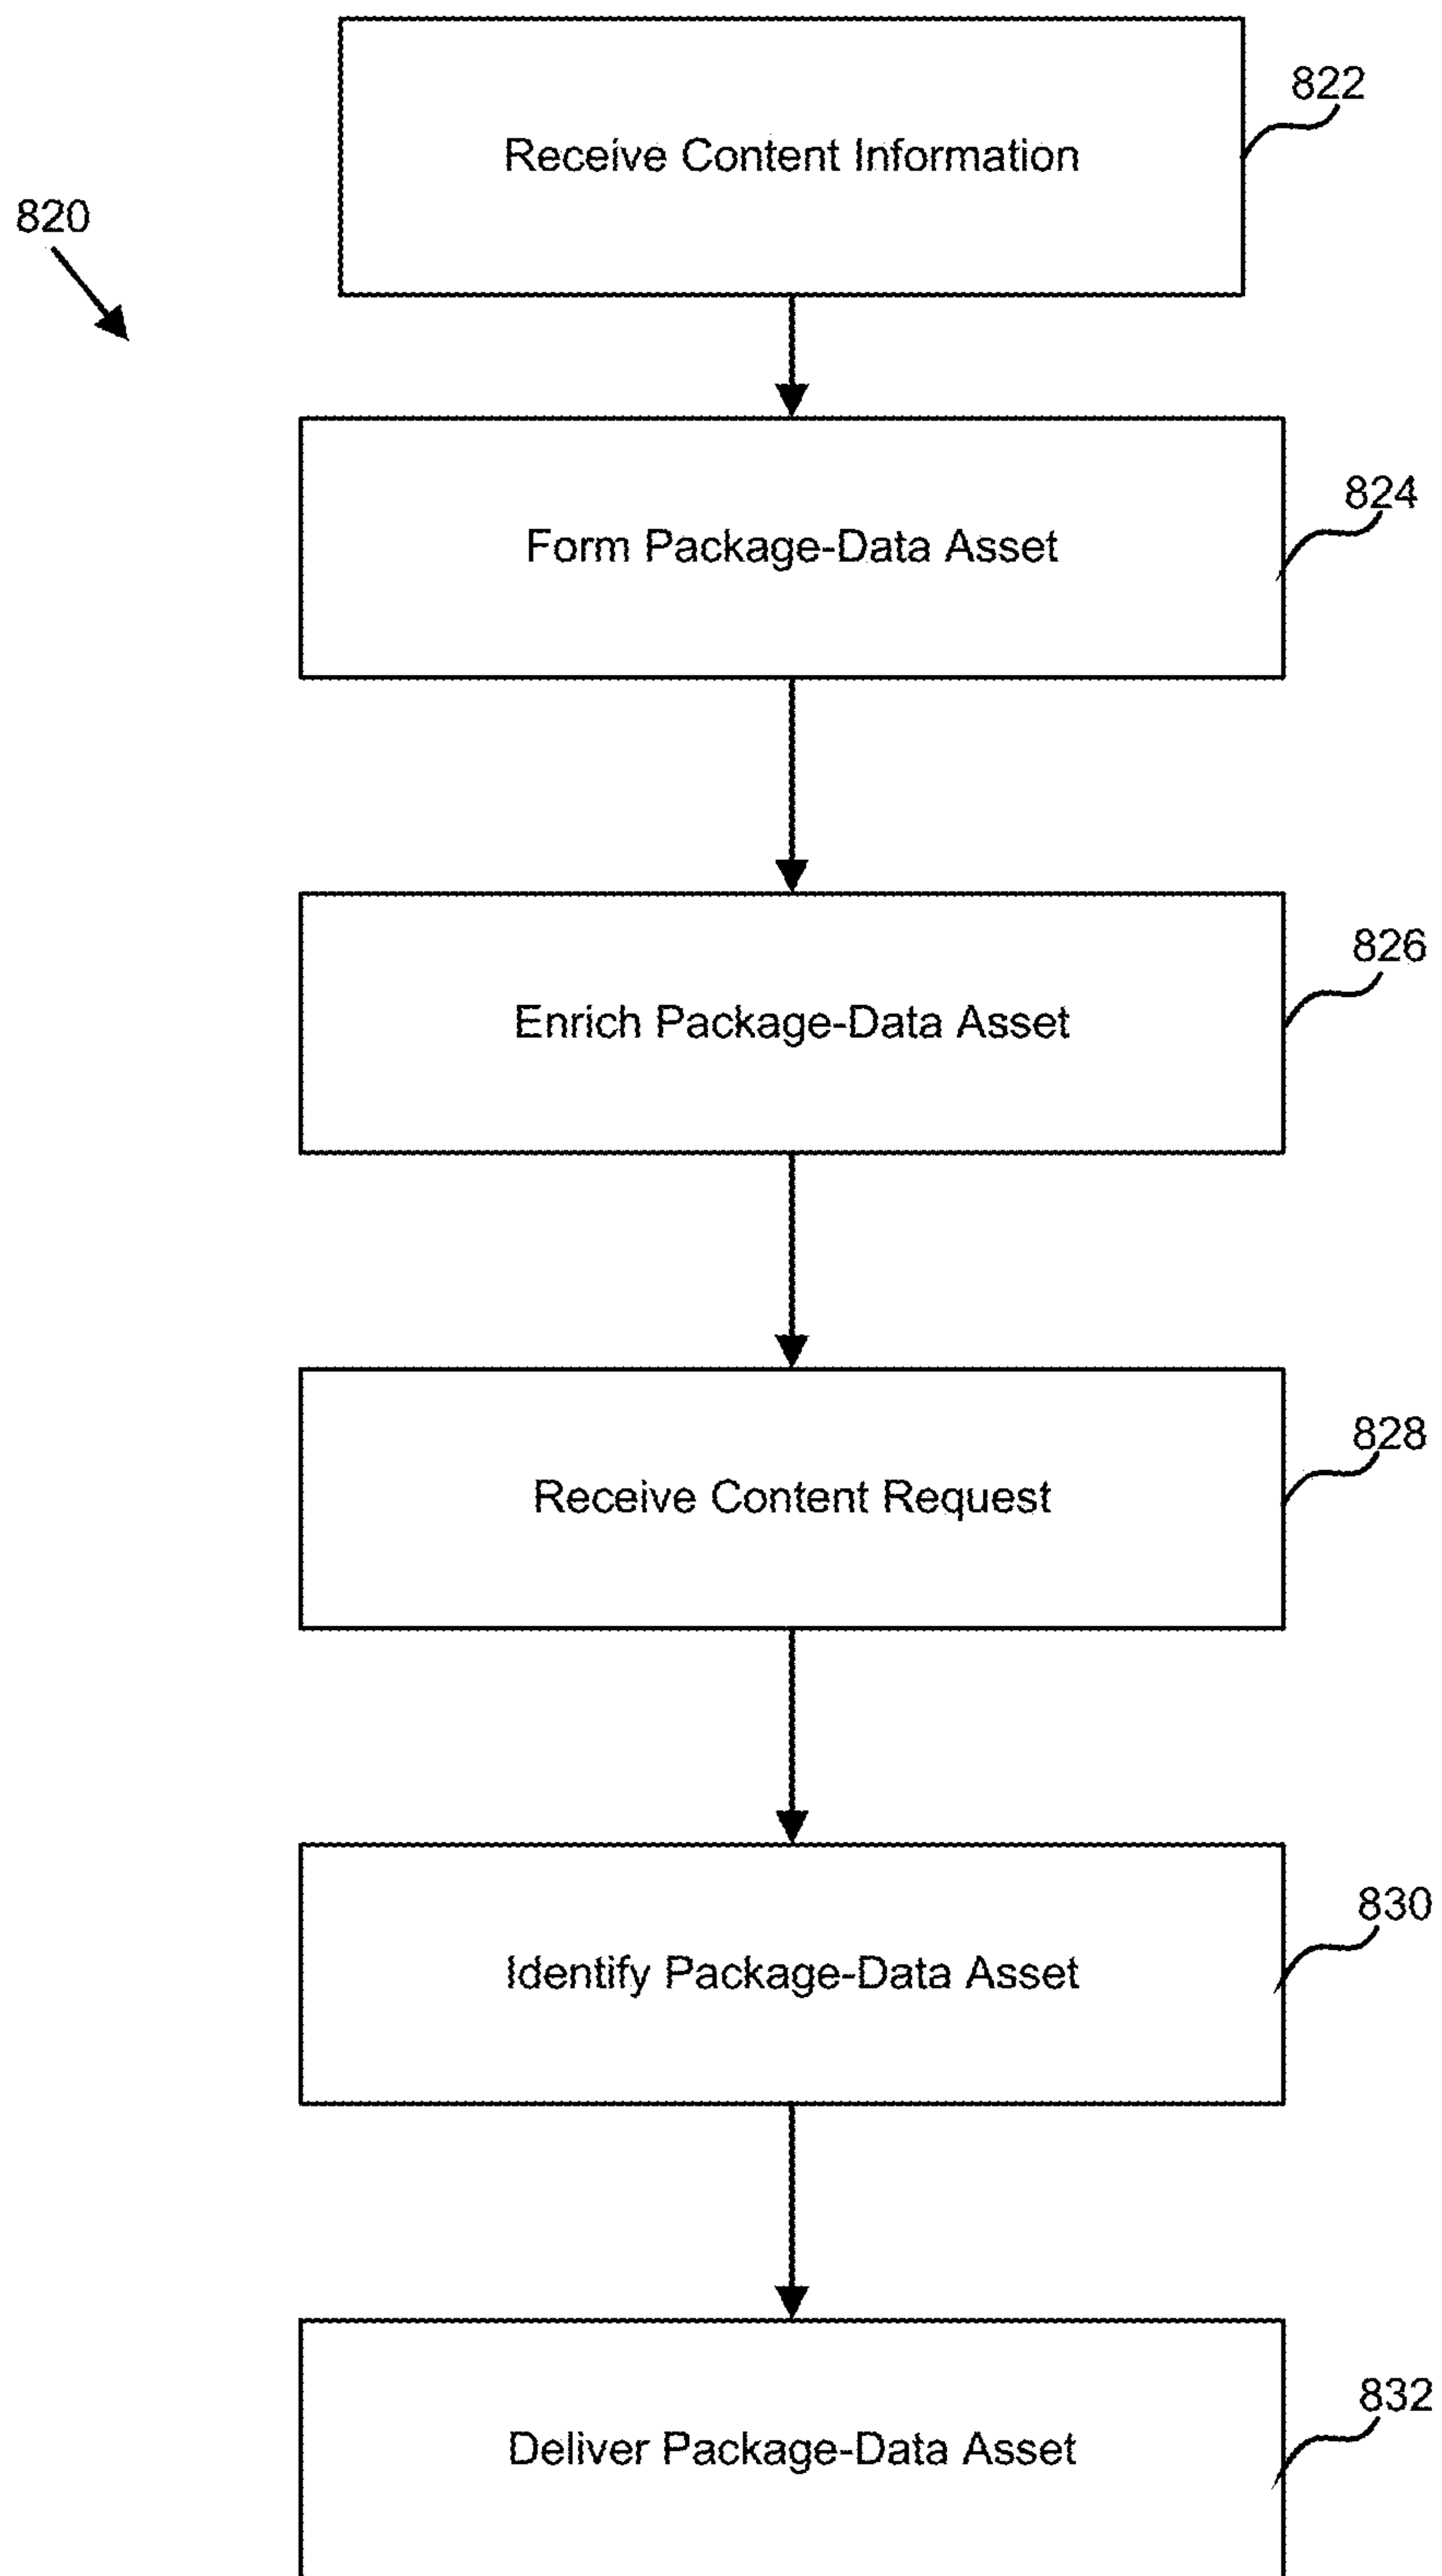 822
Receive Content Information
820
824
Form Package-Data Asset
826
Enrich Package-Data Asset
828
Receive Content Request
830
Identify Package-Data Asset
832
Deliver Package-Data Asset